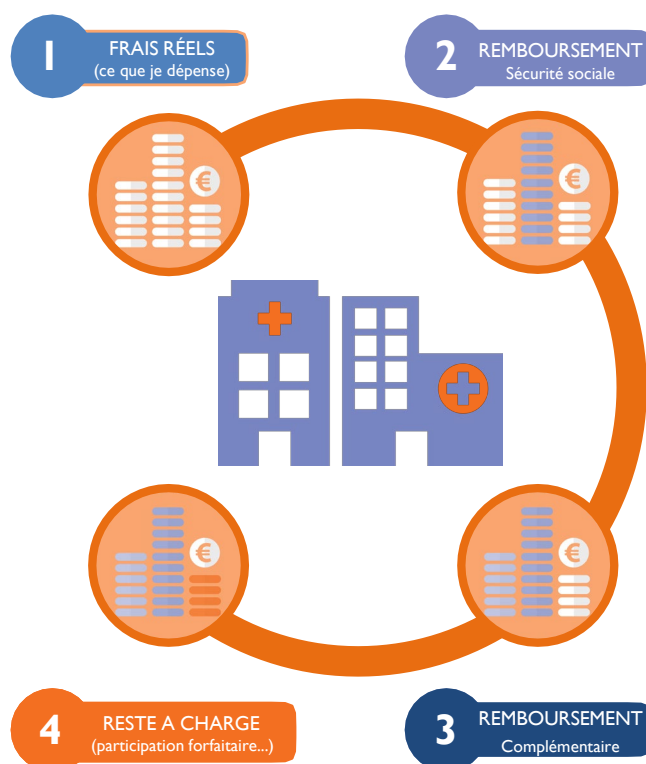 1
FRAIS RÉELS
(ce que je dépense)
2
REMBOURSEMENT
Sécurité sociale
€
€
€
€
4
RESTE A CHARGE
(participation forfaitaire...)
3
REMBOURSEMENT
Complémentaire